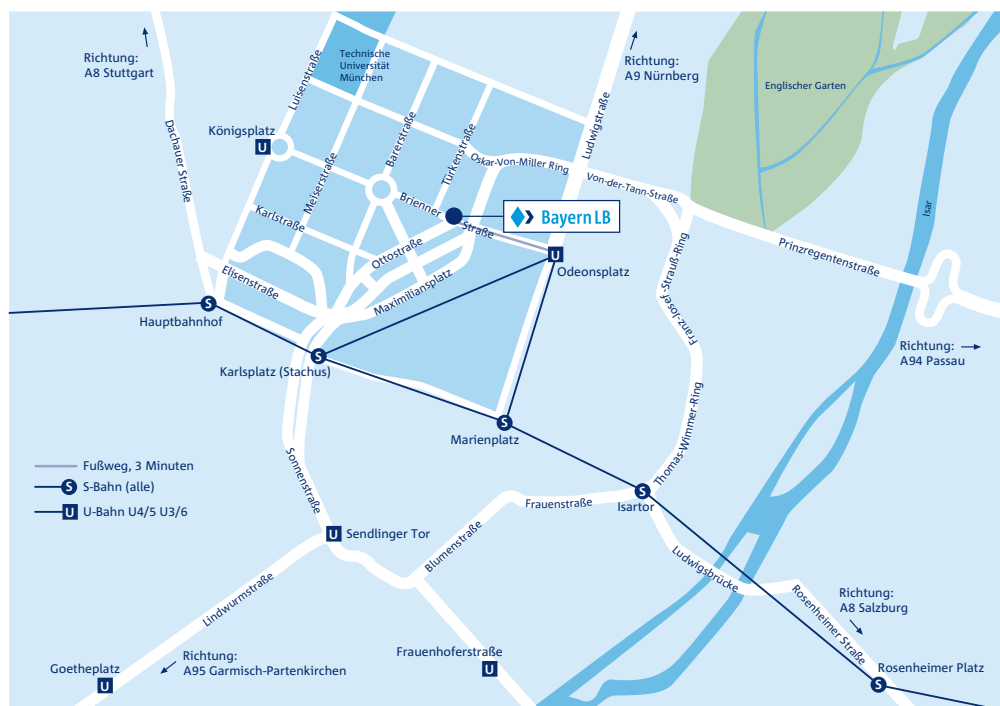 Richtung:
A8 Stuttgart
Technische
Universität
München
Richtung:
A9 Nürnberg
Englischer Garten
Luisenstraße
Königsplatz
U
Dachauer Straße
Meiserstraße
Barerstraße
Türkenstraße
Ludwigstraße
Oskar-Von-Miller Ring
Von-der-Tann-Straße
Karlstraße
Brienner
Straße
Bayern LB
Isar
Prinzregentenstraße
Ottostraße
Elisenstraße
Maximiliansplatz
U
Odeonsplatz
Franz-Josef-Strauß-Ring
S
Hauptbahnhof
Richtung:
A94 Passau
S
Karlsplatz (Stachus)
S
Marienplatz
Thomas-Wimmer-Ring
Fußweg, 3 Minuten
S
S-Bahn (alle)
U
U-Bahn U4/5 U3/6
Sonnenstraße
S
Isartor
Frauenstraße
U
Sendlinger Tor
Blumenstraße
Ludwigsbrücke
Lindwurmstraße
Rosenheimer Straße
Richtung:
A8 Salzburg
Richtung:
A95 Garmisch-Partenkirchen
Goetheplatz
U
Frauenhoferstraße
U
Rosenheimer Platz
S